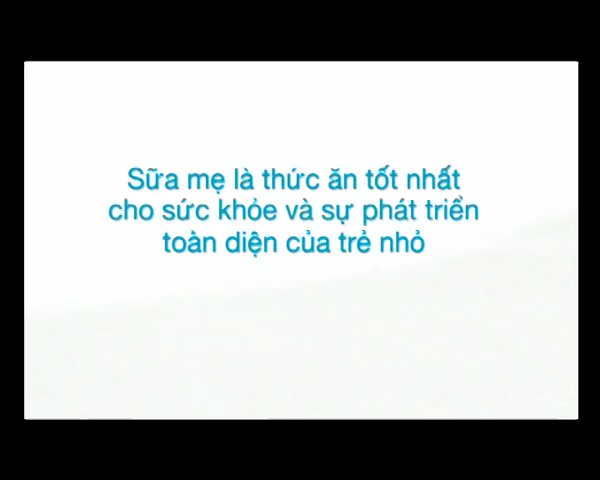 Sữa mẹ là thức ăn tốt nhất
cho sức khỏe và sự phát triển
toàn diện của trẻ nhỏ